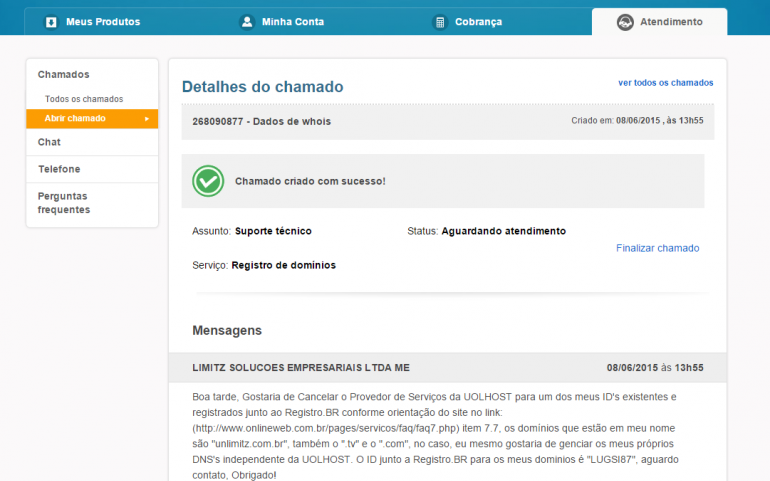 Meus Produtos Minha Conta Cobrança Atendimento
Chamados
Todos os chamados
Abrir chamado
Chat
Telefone
Perguntas
frequentes
Detalhes do chamado ver todos os chamados
268090877 - Dados de whois Criado em: 08/06/2015 , às 13h55
Chamado criado com sucesso!
Assunto: Suporte técnico Status: Aguardando atendimento
Finalizar chamado
Serviço: Registro de domínios
Mensagens
LIMITZ SOLUCOES EMPRESARIAIS LTDA ME 08/06/2015 às 13h55
Boa tarde, Gostaria de Cancelar o Provedor de Serviços da UOLHOST para um dos meus ID's existentes e
registrados junto ao Registro.BR conforme orientação do site no link:
(http://www.onlineweb.com.br/pages/servicos/faq/faq7.php) item 7.7, os domínios que estão em meu nome
são "unlimitz.com.br", também o ".tv" e o ".com", no caso, eu mesmo gostaria de genciar os meus próprios
DNS's independente da UOLHOST. O ID junto a Registro.BR para os meus dominios é "LUGSI87", aguardo
contato, Obrigado!